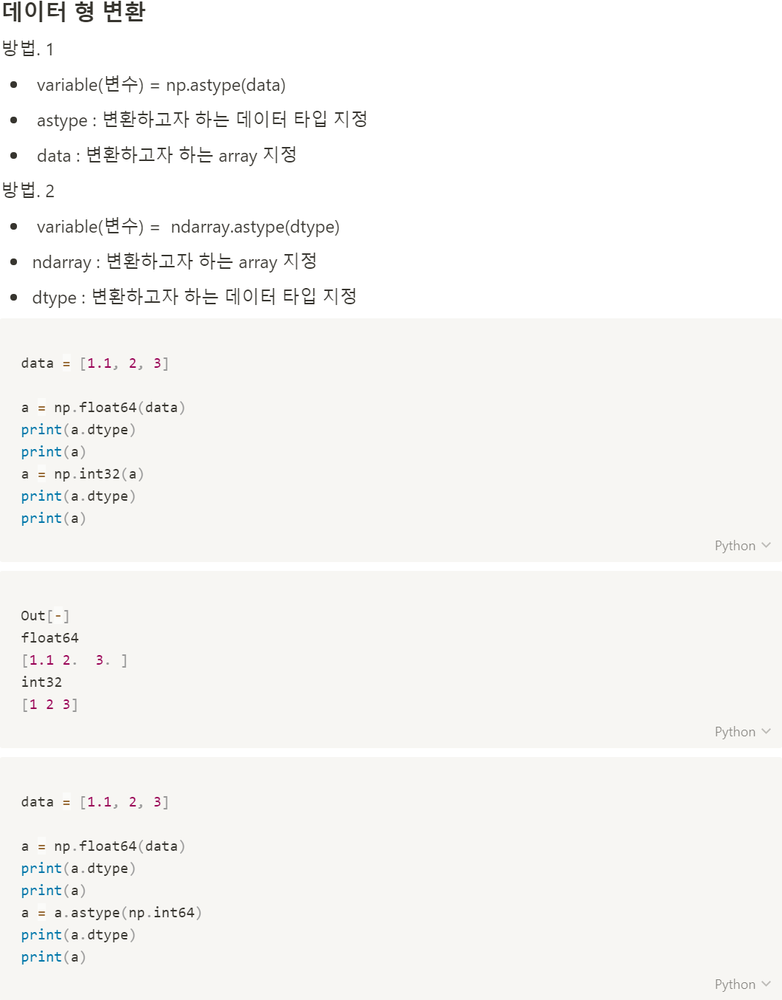 데이터 형 변환
방법. 1
• variable(변수) = np.astype(data)
• astype : 변환하고자 하는 데이터 타입 지정
• data : 변환하고자 하는 array 지정
방법. 2
• variable(변수) =  ndarray.astype(dtype)
• ndarray : 변환하고자 하는 array 지정
• dtype : 변환하고자 하는 데이터 타입 지정
data = [1.1, 2, 3]
a = np.float64(data)
print(a.dtype)
print(a)
a = np.int32(a)
print(a.dtype)
print(a)
Python
Out[-]
float64
[1.1 2.  3. ]
int32
[1 2 3]
Python
data = [1.1, 2, 3]
a = np.float64(data)
print(a.dtype)
print(a)
a = a.astype(np.int64)
print(a.dtype)
print(a)
Python